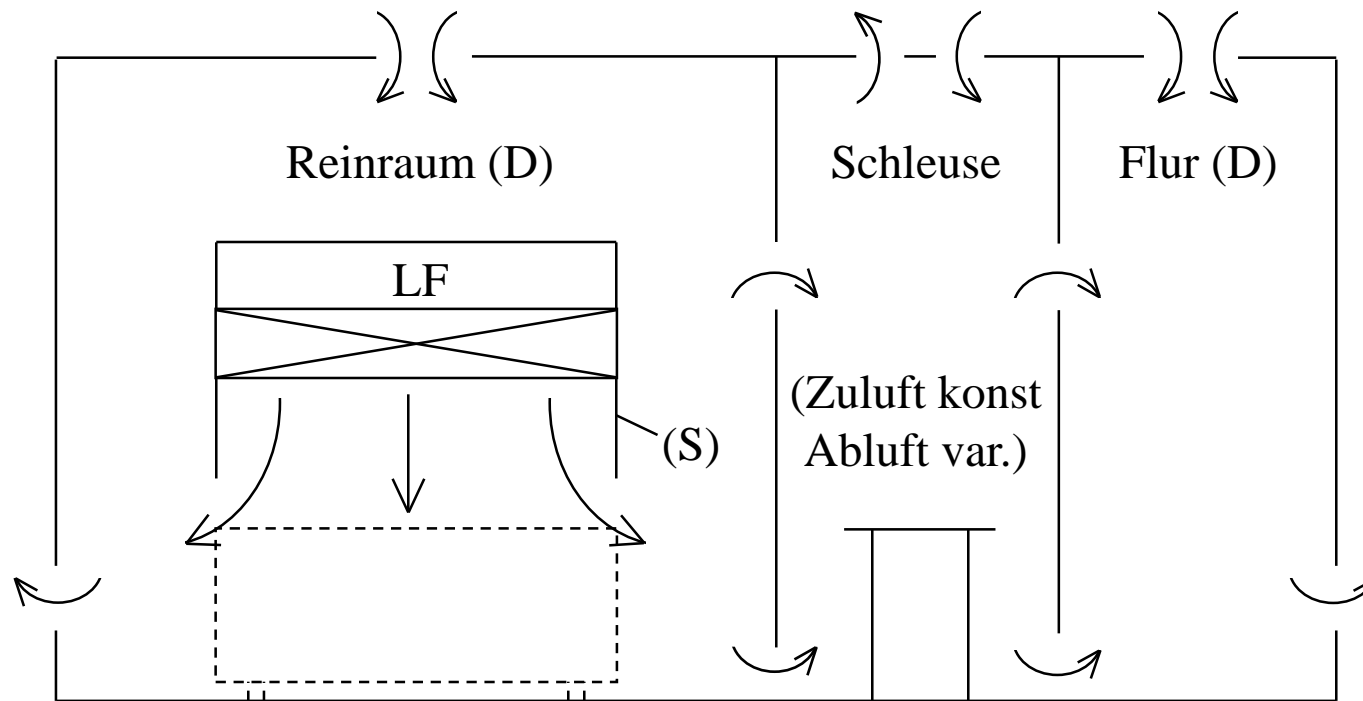 Reinraum (D)
Schleuse
Flur (D)
LF
(Zuluft konst
Abluft var.)
(S)